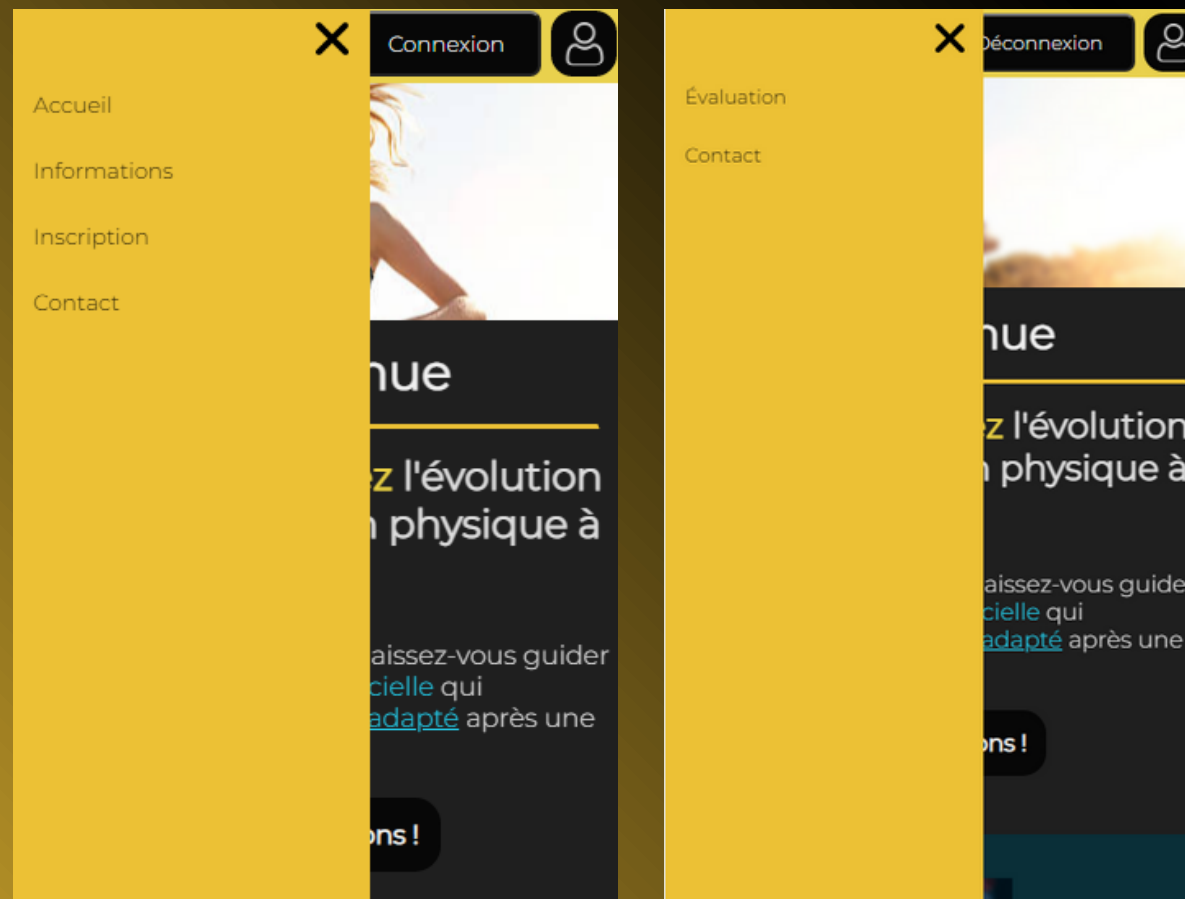 Connexion
Accueil
Informations
Inscription
Contact
nue
ez l'évolution
physique à
aissez-vous guider
cielle qui
adapté après une
ons !
Déconnexion
Évaluation
Contact
nue
ez l'évolution
physique à
aissez-vous guide
cielle qui
adapté après une
ons !